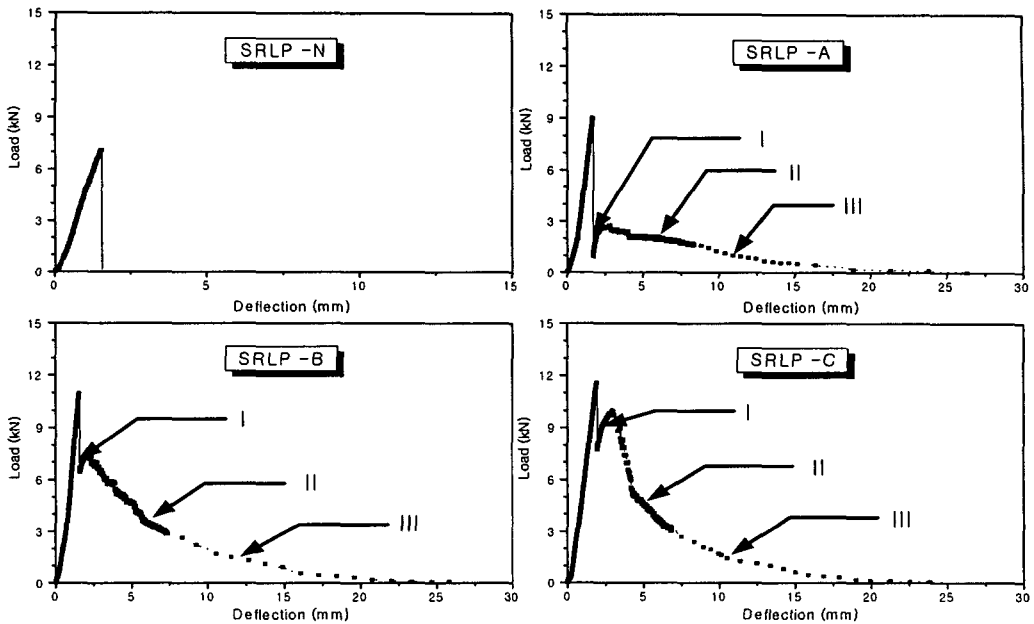 SRLP -N
Load (kN)
15
12
9
6
3
0
0 5 10 15
Deflection (mm)
SRLP -A
Load (kN)
15
12
9
6
3
0
I
II
III
0 5 10 15 20 25 30
Deflection (mm)
SRLP -B
Load (kN)
15
12
9
6
3
0
I
II
III
0 5 10 15 20 25 30
Deflection (mm)
SRLP -C
Load (kN)
15
12
9
6
3
0
I
II
III
0 5 10 15 20 25 30
Deflection (mm)